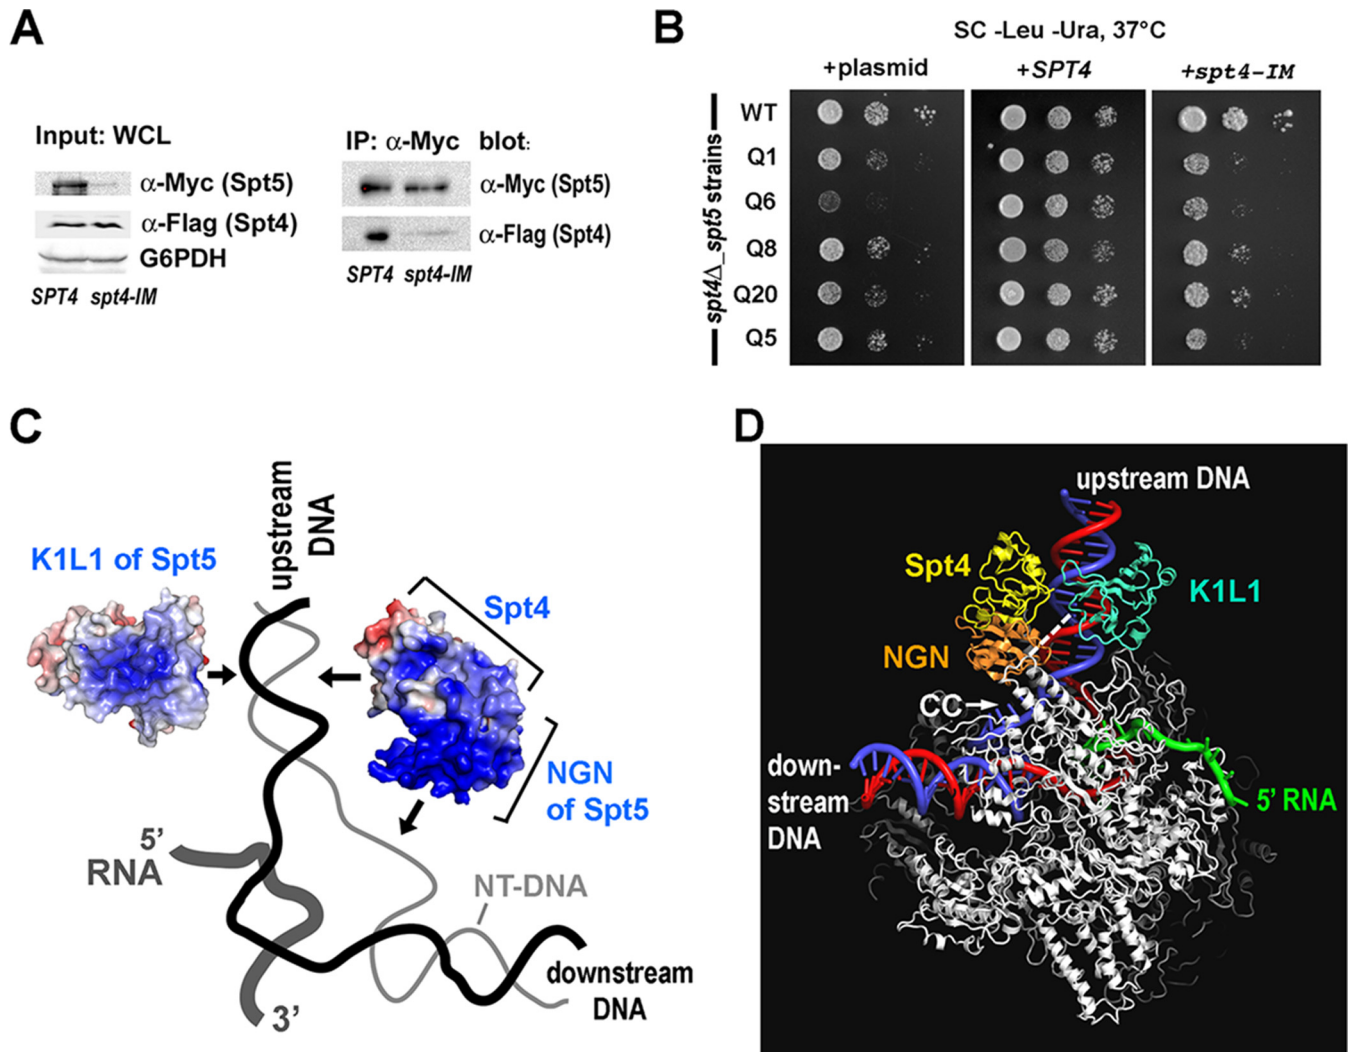 A
Input: WCL
α-Myc (Spt5)
α-Flag (Spt4)
G6PDH
SPT4 spt4-IM
IP: α-Myc blot:
α-Myc (Spt5)
α-Flag (Spt4)
SPT4 spt4-IM
B
SC -Leu -Ura, 37°C
+plasmid +SPT4 +spt4-IM
spt4Δ_spt5 strains
WT
Q1
Q6
Q8
Q20
Q5
C
upstream
DNA
K1L1 of Spt5
Spt4
NGN
of Spt5
5’
RNA
NT-DNA
downstream
DNA
3’
D
upstream DNA
Spt4
K1L1
NGN
CC
down-
stream
DNA
5’ RNA